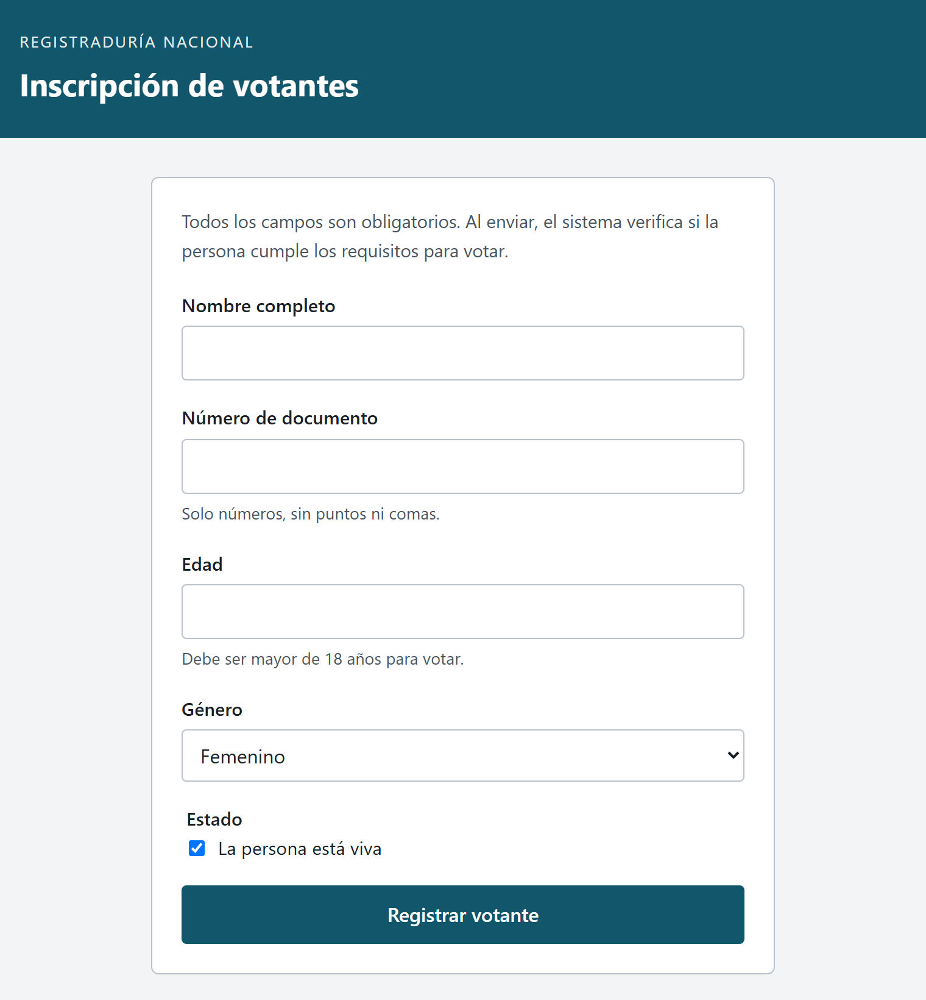 REGISTRADURÍA NACIONAL
Inscripción de votantes
Todos los campos son obligatorios. Al enviar, el sistema verifica si la
persona cumple los requisitos para votar.
Nombre completo
Número de documento
Solo números, sin puntos ni comas.
Edad
Debe ser mayor de 18 años para votar.
Género
Femenino
Estado
La persona está viva
Registrar votante